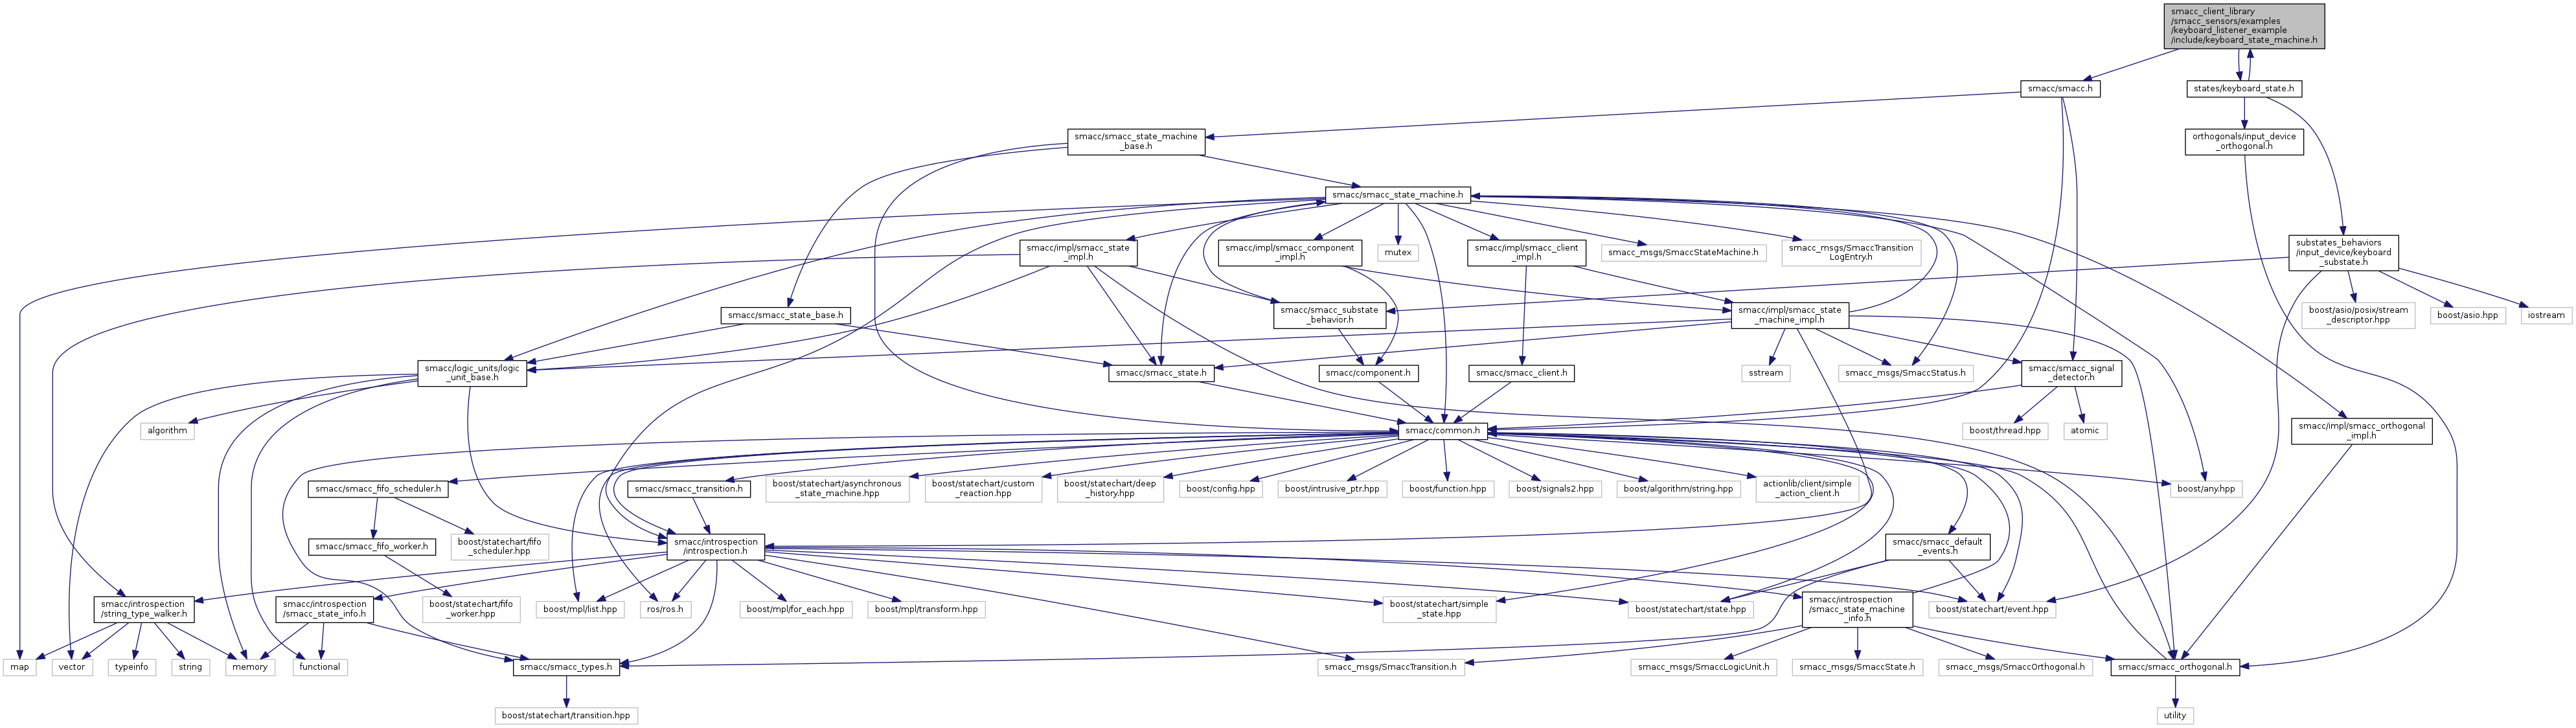 smacc_client_library
/smacc_sensors/examples
/keyboard_listener_example
/include/keyboard_state_machine.h
smacc/smacc.h
states/keyboard_state.h
smacc/smacc_state_machine
_base.h
orthogonals/input_device
_orthogonal.h
smacc/smacc_state_machine.h
smacc/impl/smacc_state
_impl.h
smacc/impl/smacc_component
_impl.h
mutex
smacc/impl/smacc_client
_impl.h
smacc_msgs/SmaccStateMachine.h
smacc_msgs/SmaccTransition
LogEntry.h
substates_behaviors
/input_device/keyboard
_substate.h
smacc/smacc_state_base.h
smacc/smacc_substate
_behavior.h
smacc/impl/smacc_state
_machine_impl.h
boost/asio/posix/stream
_descriptor.hpp
boost/asio.hpp
iostream
smacc/logic_units/logic
_unit_base.h
smacc/smacc_state.h
smacc/component.h
smacc/smacc_client.h
sstream
smacc_msgs/SmaccStatus.h
smacc/smacc_signal
_detector.h
algorithm
smacc/common.h
boost/thread.hpp
atomic
smacc/impl/smacc_orthogonal
_impl.h
smacc/smacc_fifo_scheduler.h
smacc/smacc_transition.h
boost/statechart/asynchronous
_state_machine.hpp
boost/statechart/custom
_reaction.hpp
boost/statechart/deep
_history.hpp
boost/config.hpp
boost/intrusive_ptr.hpp
boost/function.hpp
boost/signals2.hpp
boost/algorithm/string.hpp
actionlib/client/simple
_action_client.h
boost/any.hpp
smacc/smacc_fifo_worker.h
boost/statechart/fifo
_scheduler.hpp
smacc/introspection
/introspection.h
smacc/smacc_default
_events.h
smacc/introspection
/string_type_walker.h
smacc/introspection
/smacc_state_info.h
boost/statechart/fifo
_worker.hpp
boost/mpl/list.hpp
ros/ros.h
boost/mpl/for_each.hpp
boost/mpl/transform.hpp
boost/statechart/simple
_state.hpp
boost/statechart/state.hpp
smacc/introspection
/smacc_state_machine
_info.h
boost/statechart/event.hpp
map
vector
typeinfo
string
memory
functional
smacc/smacc_types.h
smacc_msgs/SmaccTransition.h
smacc_msgs/SmaccLogicUnit.h
smacc_msgs/SmaccState.h
smacc_msgs/SmaccOrthogonal.h
smacc/smacc_orthogonal.h
boost/statechart/transition.hpp
utility